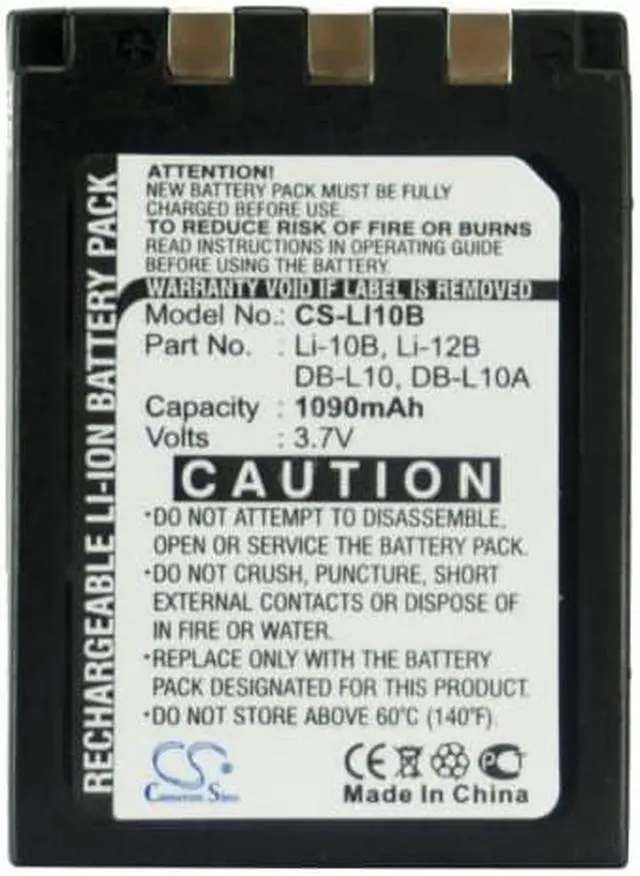 ATTENTION!
NEW BATTERY PACK MUST BE FULLY
CHARGED BEFORE USE.
TO REDUCE RISK OF FIRE OR BURNS
READ INSTRUCTIONS IN OPERATING GUIDE
BEFORE USING THE BATTERY.
WARRANTY VOID IF LABEL IS REMOVED
Model No.: CS-LI10B
Part No. : Li-10B, Li-12B
DB-L10, DB-L10A
Capacity : 1090mAh
Volts : 3.7V
CAUTION
•DO NOT ATTEMPT TO DISASSEMBLE,
OPEN OR SERVICE THE BATTERY PACK.
•DO NOT CRUSH, PUNCTURE, SHORT
EXTERNAL CONTACTS OR DISPOSE OF
IN FIRE OR WATER.
•REPLACE ONLY WITH THE BATTERY
PACK DESIGNATED FOR THIS PRODUCT.
•DO NOT STORE ABOVE 60°C (140°F).
CS
Cameron Sino
CE
PCT
Made In China
RECHARGEABLE LI-ION BATTERY PACK